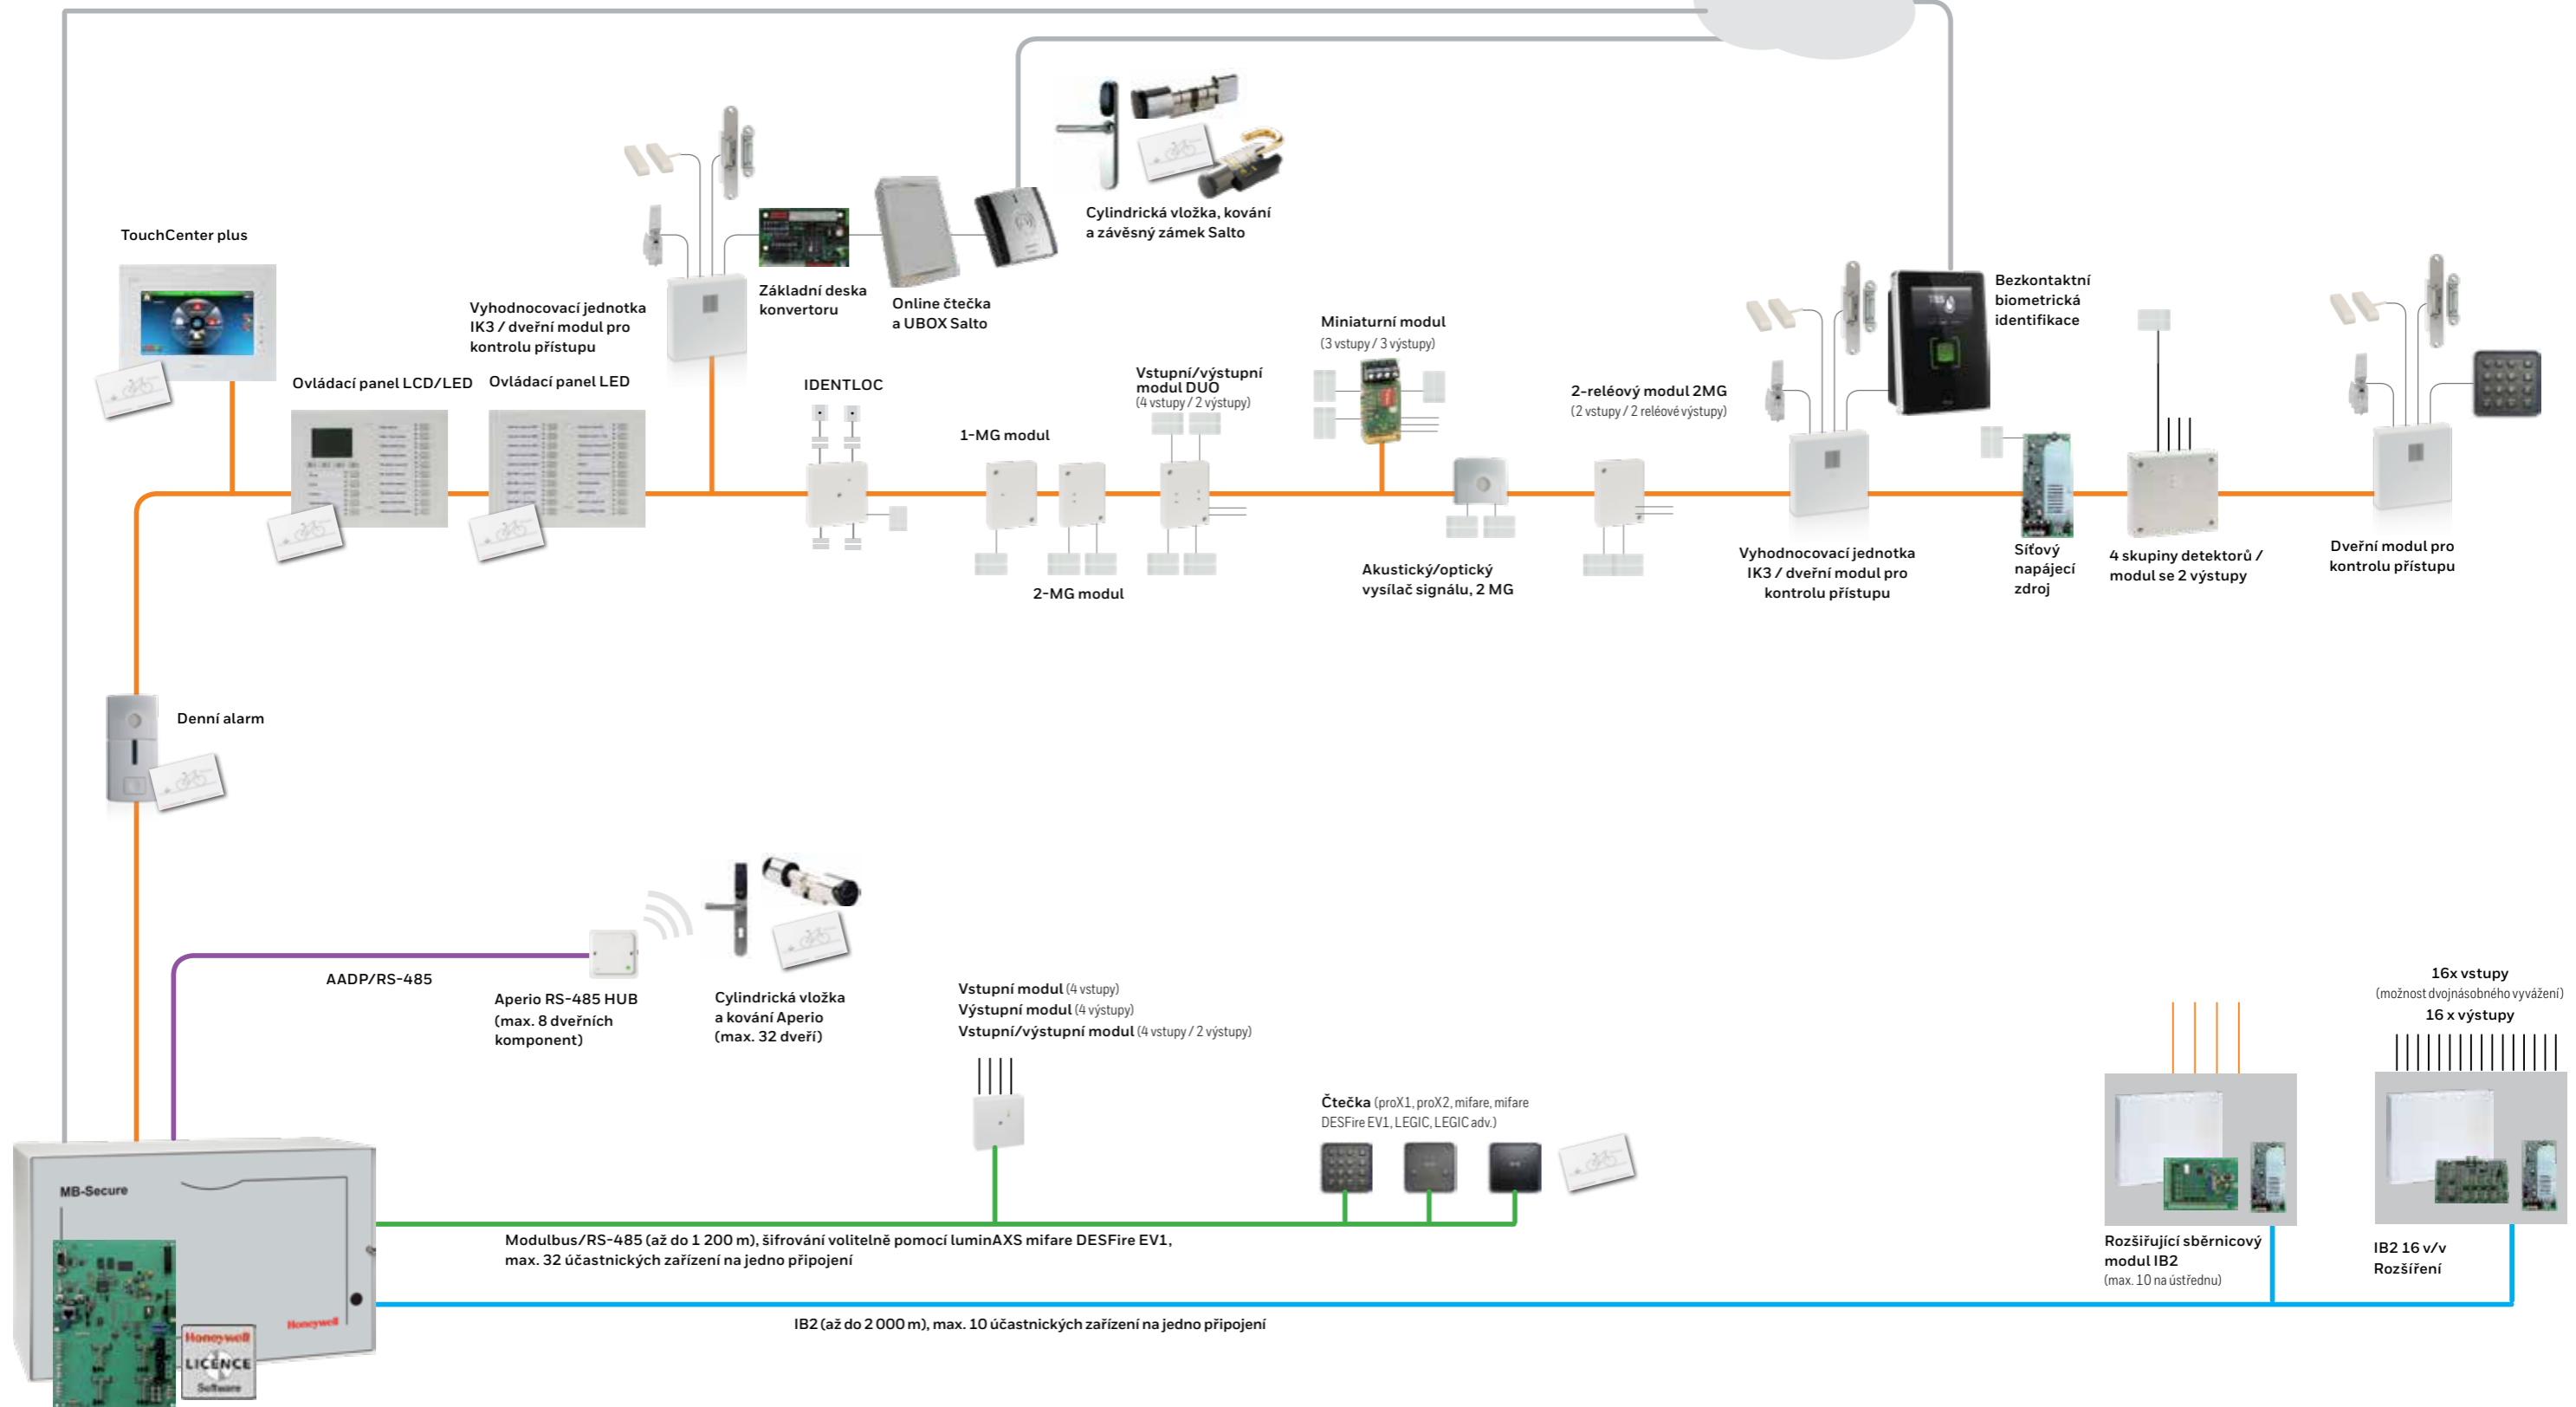 TouchCenter plus
Vyhodnocovací jednotka
IK3 / dveřní modul pro
kontrolu přístupu
Základní deska
konvertoru
Online čtečka
a UBOX Salto
Cylindrická vložka, kování
a závěsný zámek Salto
Ovládací panel LCD/LED
Ovládací panel LED
IDENTLOC
1-MG modul
2-MG modul
Vstupní/výstupní
modul DUO
(4 vstupy / 2 výstupy)
Miniaturní modul
(3 vstupy / 3 výstupy)
Akustický/optický
vysílač signálu, 2 MG
2-reléový modul 2MG
(2 vstupy / 2 reléové výstupy)
TBS
Bezkontaktní
biometrická
identifikace
Vyhodnocovací jednotka
IK3 / dveřní modul pro
kontrolu přístupu
Síťový
napájecí
zdroj
4 skupiny detektorů /
modul se 2 výstupy
Dveřní modul pro
kontrolu přístupu
Denní alarm
AADP/RS-485
Aperio RS-485 HUB
(max. 8 dveřních
komponent)
Cylindrická vložka
a kování Aperio
(max. 32 dveří)
Vstupní modul (4 vstupy)
Výstupní modul (4 výstupy)
Vstupní/výstupní modul (4 vstupy / 2 výstupy)
Čtečka (proX1, proX2, mifare, mifare
DESFire EV1, LEGIC, LEGIC adv.)
16x vstupy
(možnost dvojnásobného vyvážení)
16 x výstupy
MB-Secure
Honeywell
Honeywell
LICENCE
Software
Modulbus/RS-485 (až do 1 200 m), šifrování volitelně pomocí luminAXS mifare DESFire EV1,
max. 32 účastnických zařízení na jedno připojení
Rozšiřující sběrnicový
modul IB2
(max. 10 na ústřednu)
IB2 16 v/v
Rozšíření
IB2 (až do 2 000 m), max. 10 účastnických zařízení na jedno připojení